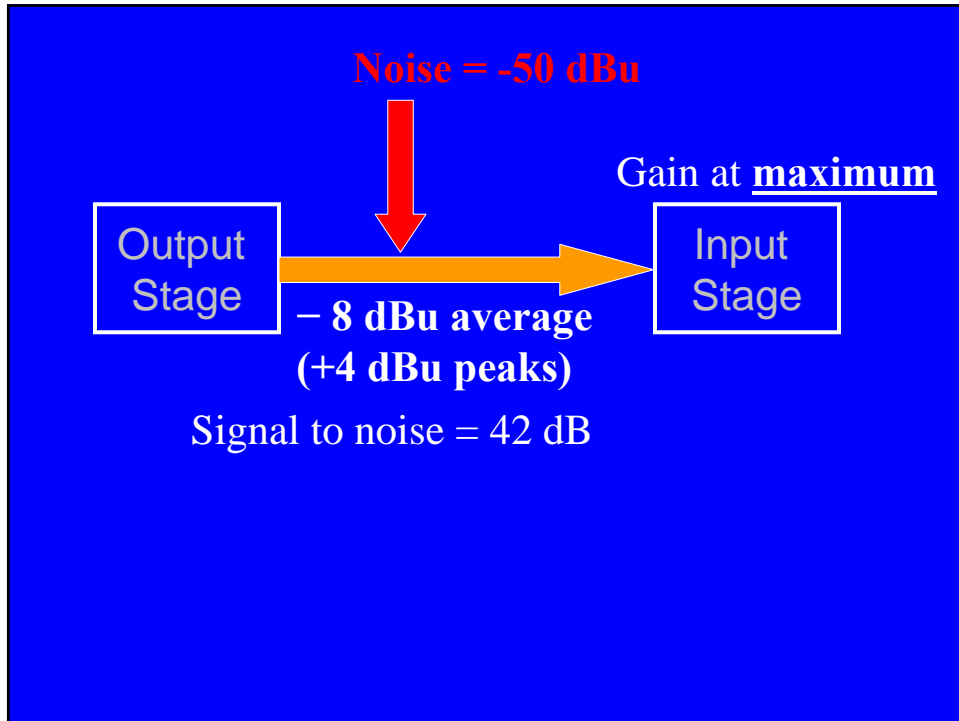 Noise = -50 dBu
Gain at maximum
Output
Stage
Input
Stage
− 8 dBu average
(+4 dBu peaks)
Signal to noise = 42 dB